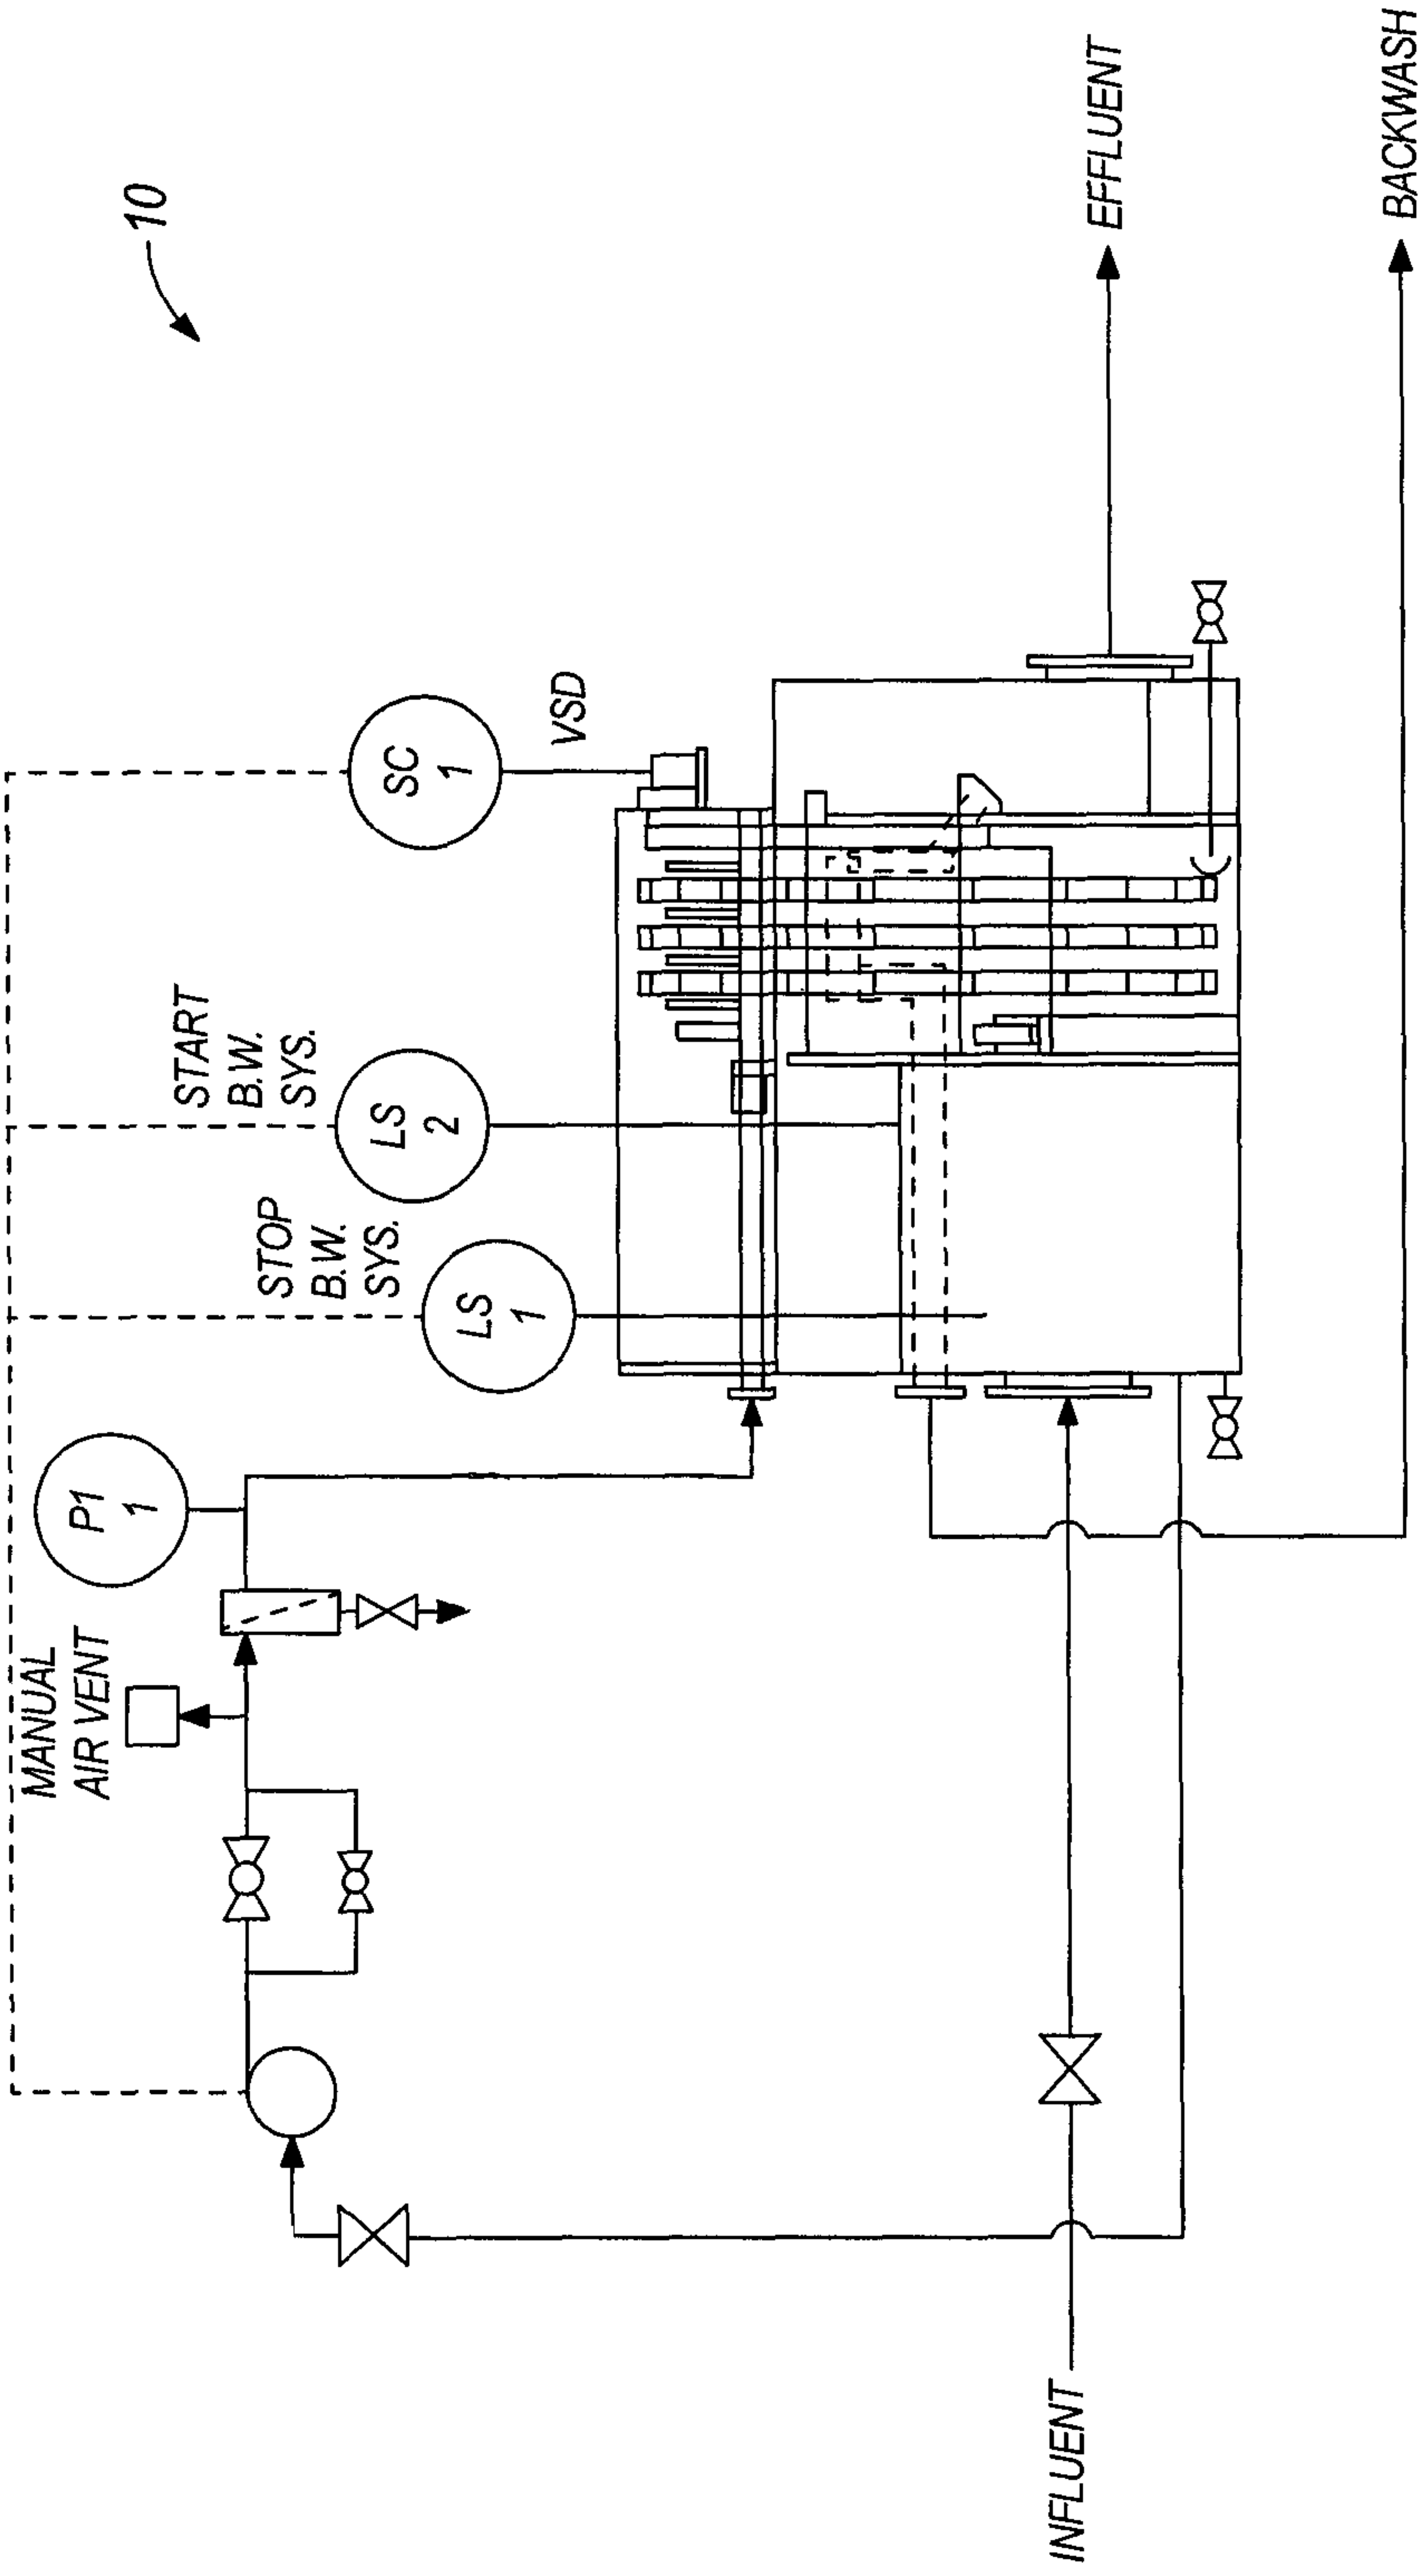 10
MANUAL
AIR VENT
P1
1
STOP
B.W.
SYS.
LS
1
START
B.W.
SYS.
LS
2
SC
1
VSD
INFLUENT
EFFLUENT
BACKWASH